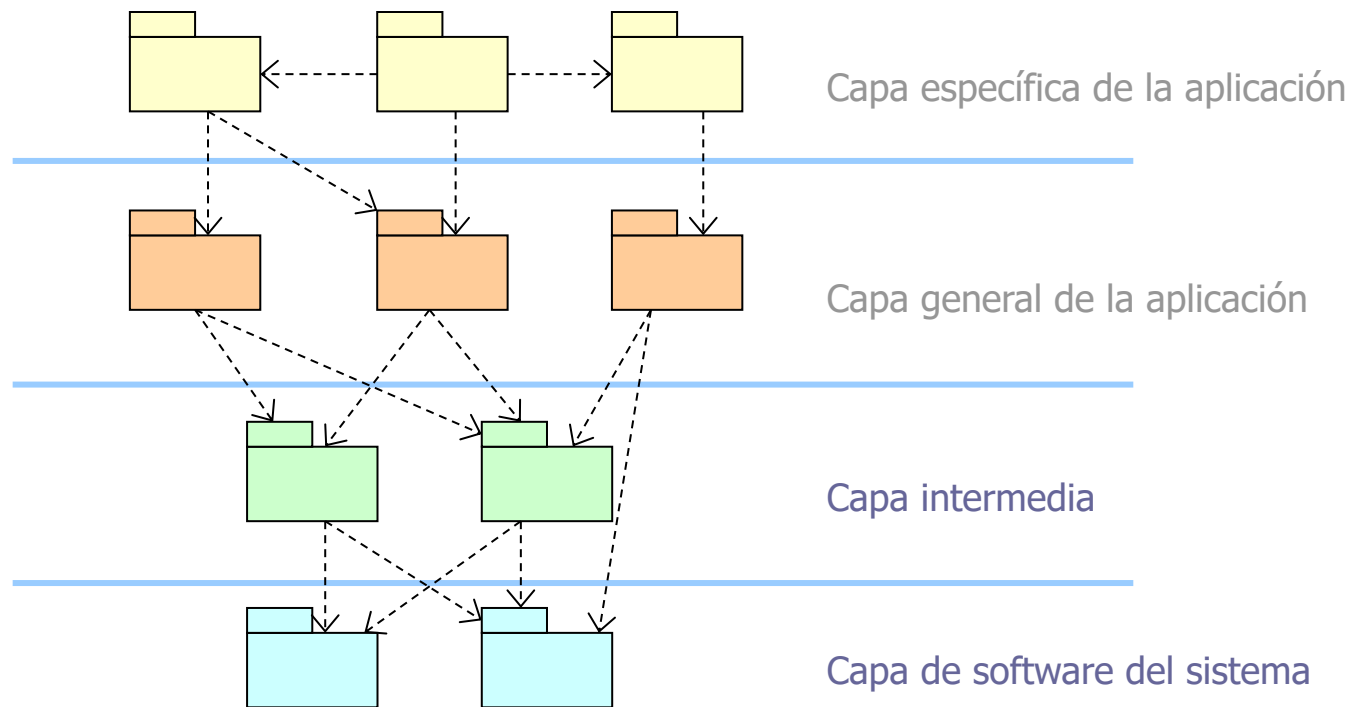 Capa específica de la aplicación
Capa general de la aplicación
Capa intermedia
Capa de software del sistema